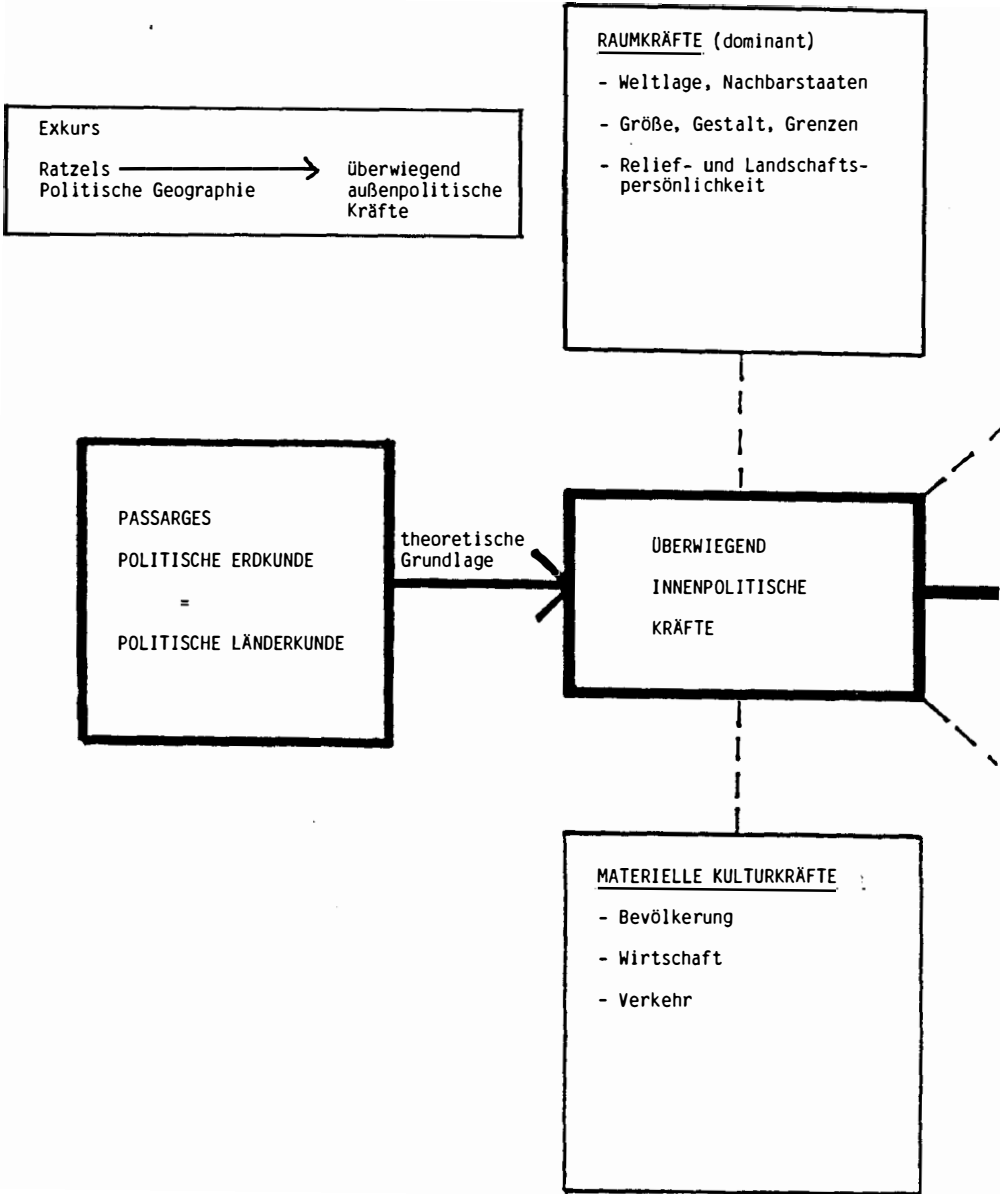 RAUMKRÄFTE (dominant)
- Weltlage, Nachbarstaaten
- Größe, Gestalt, Grenzen
- Relief- und Landschafts-
persönlichkeit
Exkurs
Ratzels
Politische Geographie
überwiegend
außenpolitische
Kräfte
PASSARGES
POLITISCHE ERDKUNDE
=
POLITISCHE LÄNDERKUNDE
theoretische
Grundlage
ÜBERWIEGEND
INNENPOLITISCHE
KRÄFTE
MATERIELLE KULTURKRÄFTE
- Bevölkerung
- Wirtschaft
- Verkehr